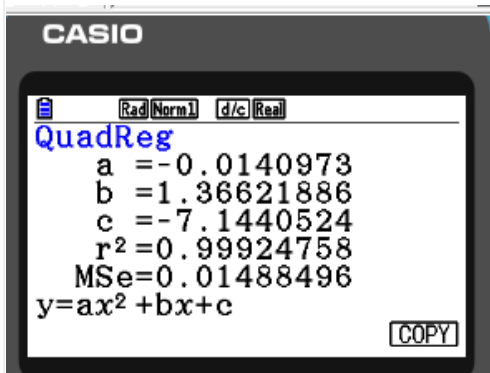 CASIO
Rad Norm1 d/c Real
QuadReg
a =-0.0140973
b =1.36621886
c =-7.1440524
r²=0.99924758
MSe=0.01488496
y=ax²+bx+c
COPY